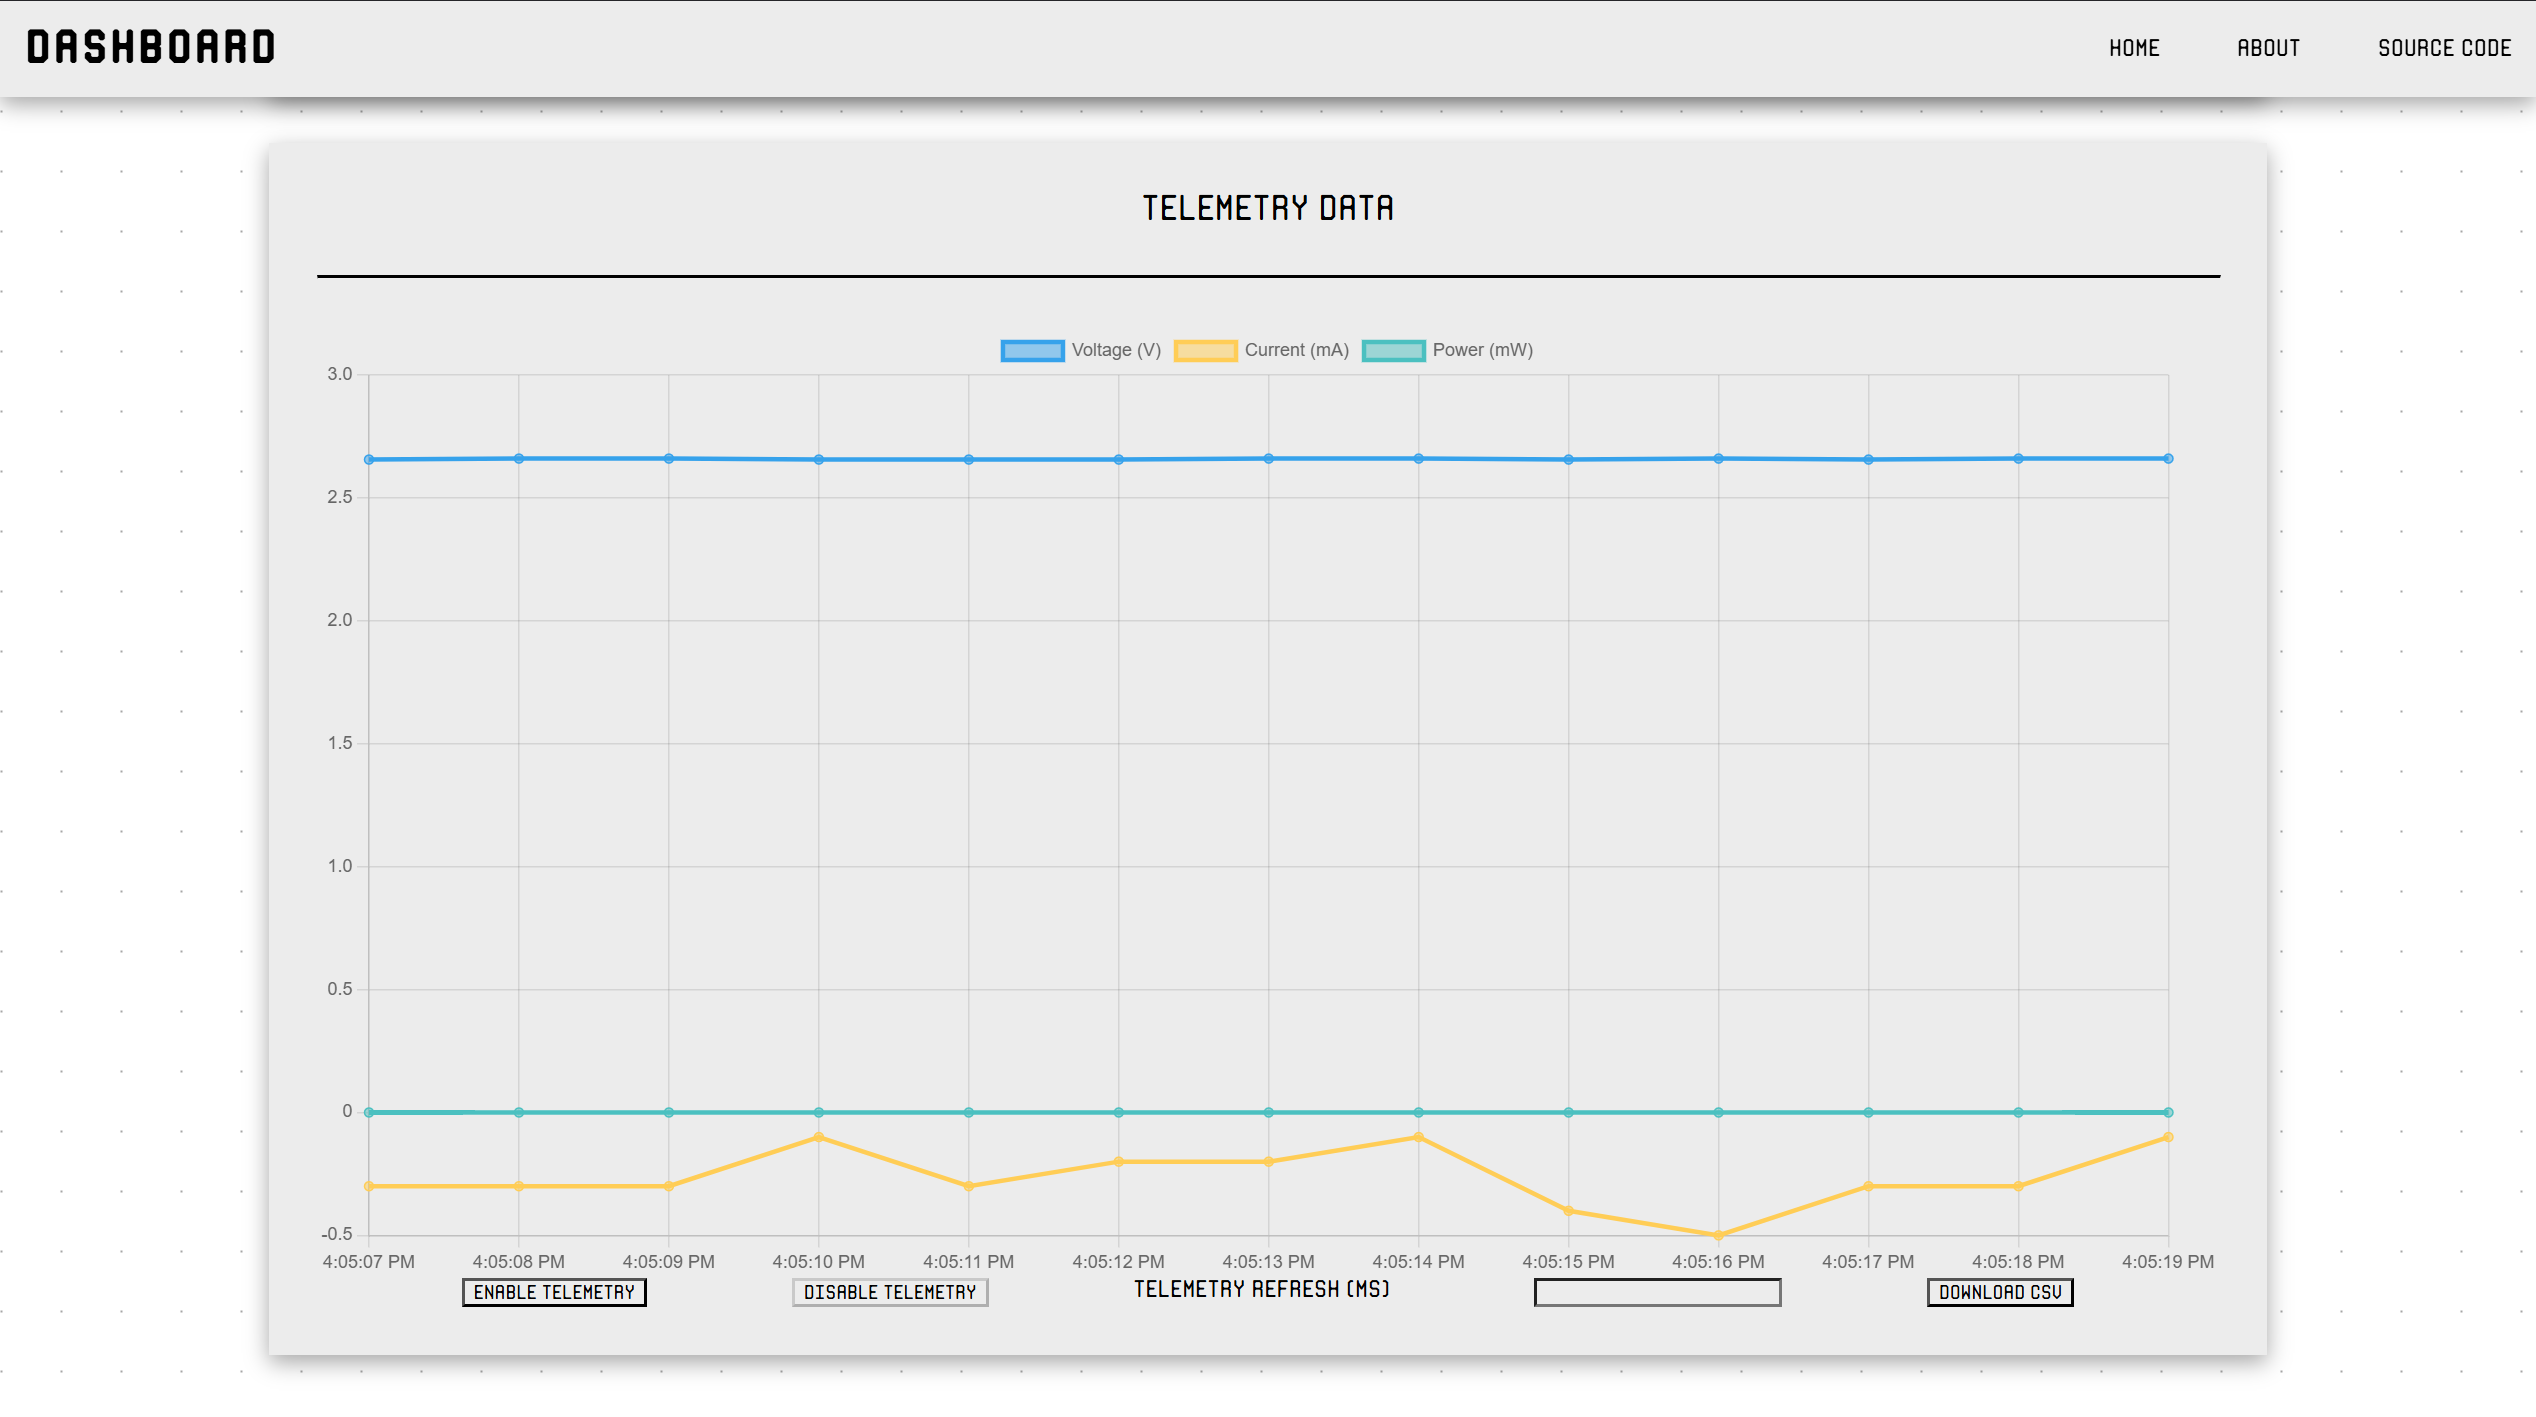 DASHBOARD HOME ABOUT SOURCE CODE
TELEMETRY DATA
Voltage (V) Current (mA) Power (mW)
3.0
2.5
2.0
1.5
1.0
0.5
0
-0.5
4:05:07 PM 4:05:08 PM 4:05:09 PM 4:05:10 PM 4:05:11 PM 4:05:12 PM 4:05:13 PM 4:05:14 PM 4:05:15 PM 4:05:16 PM 4:05:17 PM 4:05:18 PM 4:05:19 PM
ENABLE TELEMETRY DISABLE TELEMETRY TELEMETRY REFRESH (MS) DOWNLOAD CSV